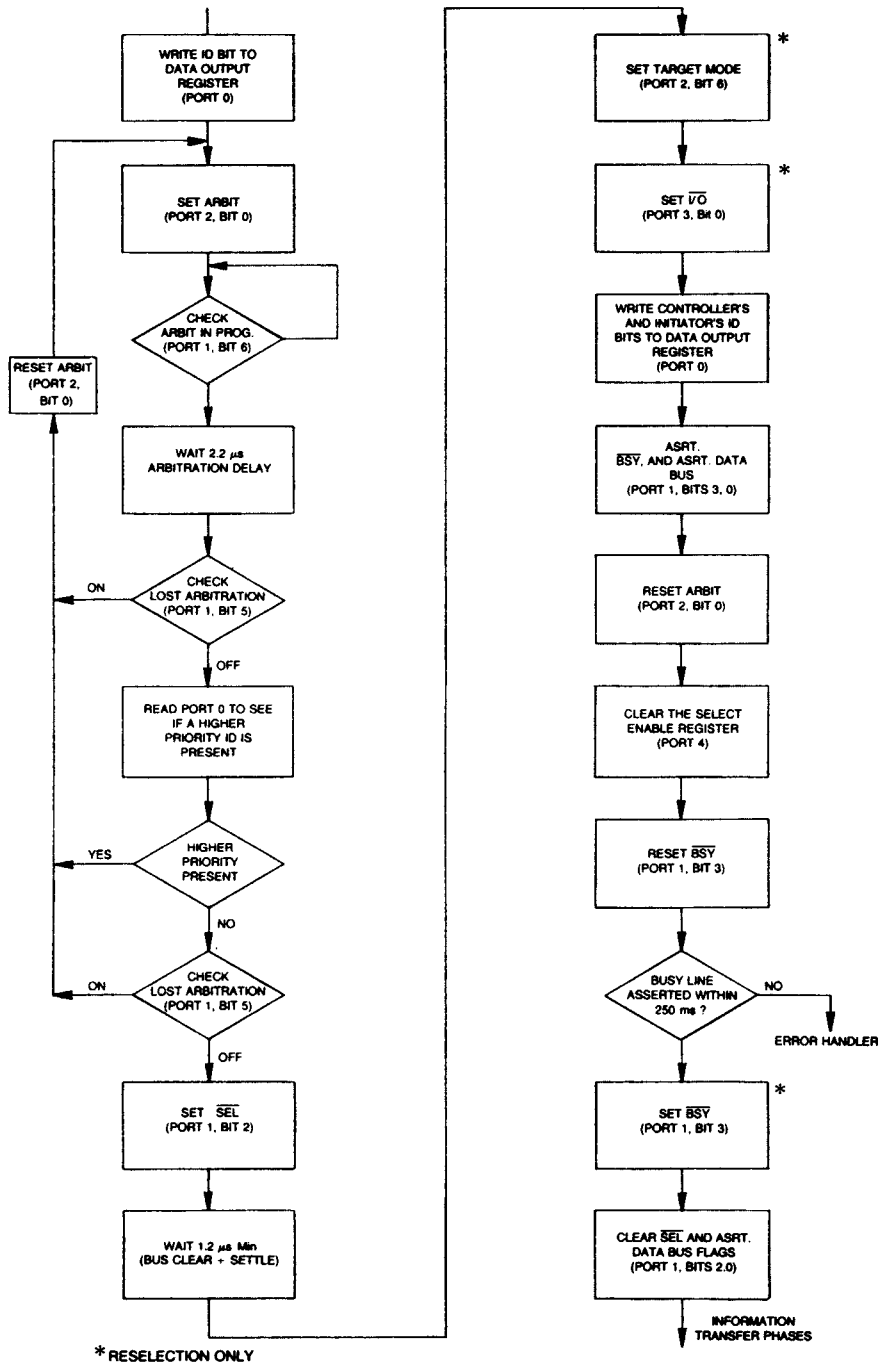 WRITE ID BIT TO
DATA OUTPUT
REGISTER
(PORT 0)
SET ARBIT
(PORT 2, BIT 0)
CHECK
ARBIT IN PROG.
(PORT 1, BIT 6)
RESET ARBIT
(PORT 2,
BIT 0)
WAIT 2.2 μs
ARBITRATION DELAY
CHECK
LOST ARBITRATION
(PORT 1, BIT 5)
ON
OFF
READ PORT 0 TO SEE
IF A HIGHER
PRIORITY ID IS
PRESENT
HIGHER
PRIORITY
PRESENT
YES
NO
CHECK
LOST ARBITRATION
(PORT 1, BIT 5)
ON
OFF
SET S̅E̅L̅
(PORT 1, BIT 2)
WAIT 1.2 μs Min
(BUS CLEAR + SETTLE)
* RESELECTION ONLY
*
SET TARGET MODE
(PORT 2, BIT 6)
*
SET I̅/̅O̅
(PORT 3, Bit 0)
WRITE CONTROLLER'S
AND INITIATOR'S ID
BITS TO DATA OUTPUT
REGISTER
(PORT 0)
ASRT.
B̅S̅Y̅, AND ASRT. DATA
BUS
(PORT 1, BITS 3, 0)
RESET ARBIT
(PORT 2, BIT 0)
CLEAR THE SELECT
ENABLE REGISTER
(PORT 4)
RESET B̅S̅Y̅
(PORT 1, BIT 3)
BUSY LINE
ASSERTED WITHIN
250 ms ?
NO
ERROR HANDLER
*
SET B̅S̅Y̅
(PORT 1, BIT 3)
CLEAR S̅E̅L̅ AND ASRT.
DATA BUS FLAGS
(PORT 1, BITS 2.0)
INFORMATION
TRANSFER PHASES